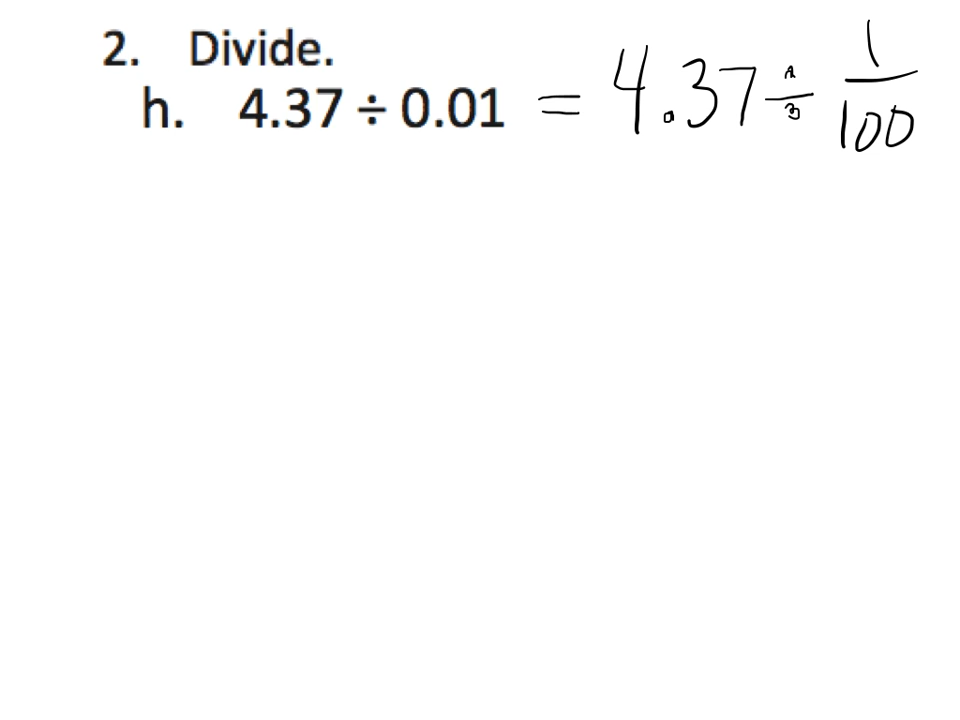 2. Divide.
h. 4.37 ÷ 0.01 = 4.37 ÷ 1/100